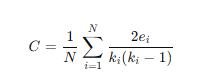 C = \frac{1}{N} \sum_{i=1}^{N} \frac{2e_i}{k_i(k_i - 1)}